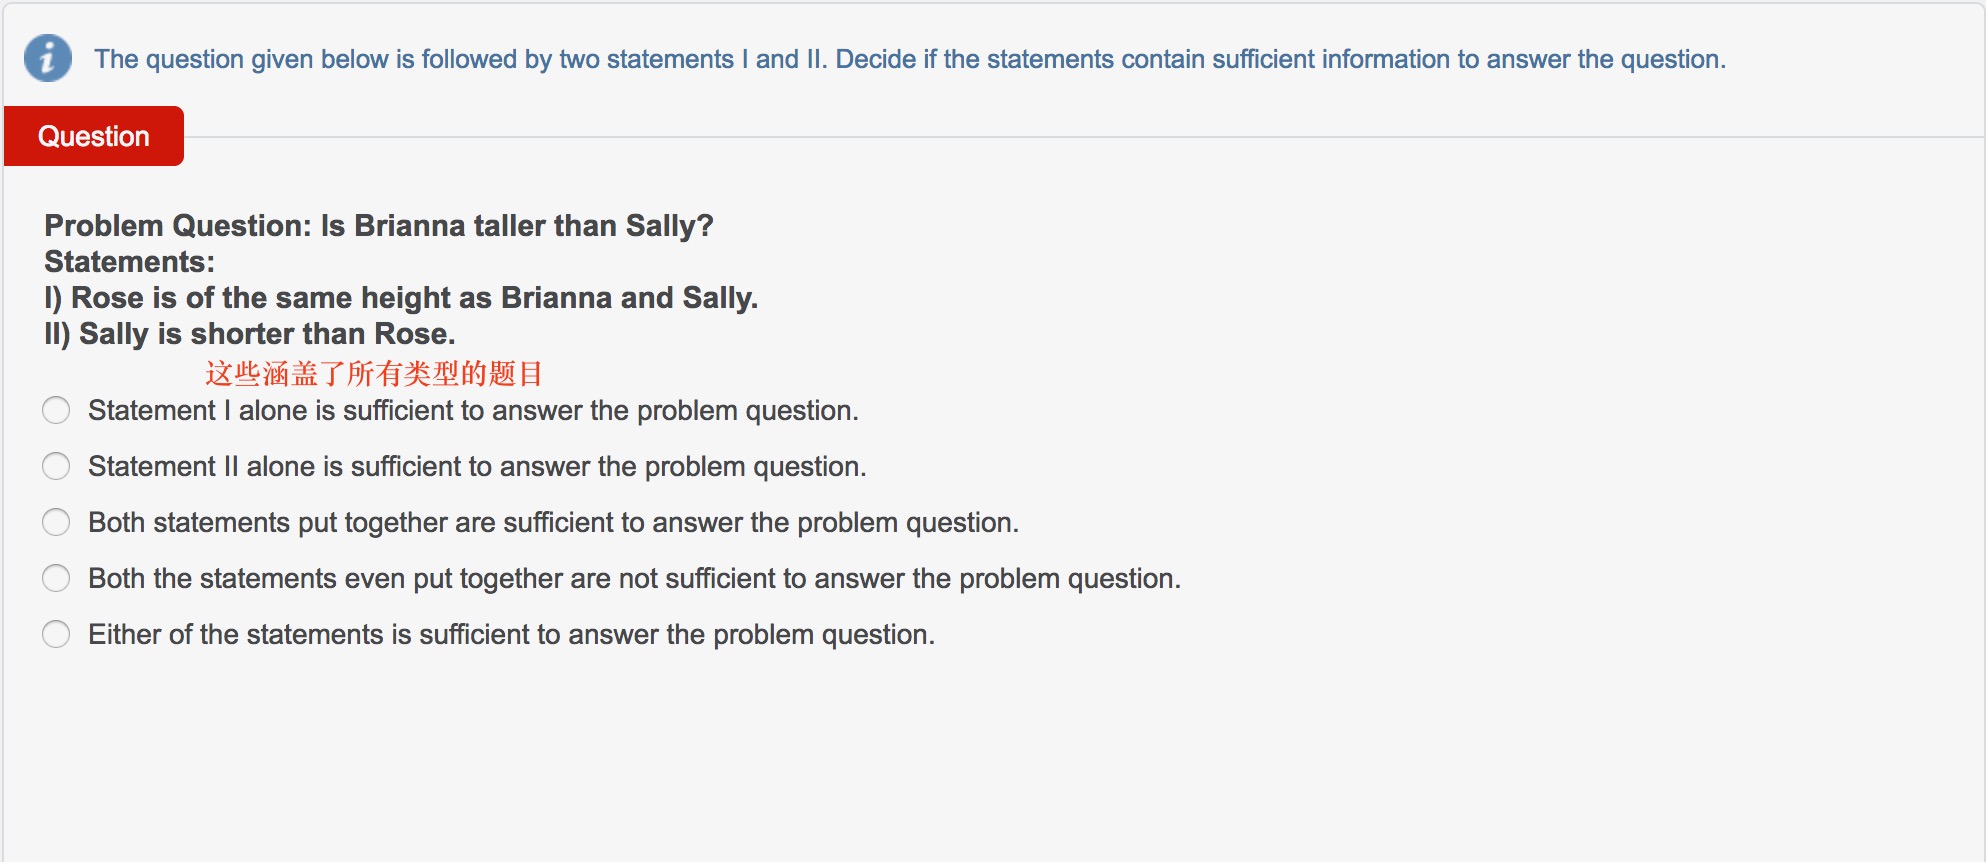 The question given below is followed by two statements I and II. Decide if the statements contain sufficient information to answer the question.
Question
Problem Question: Is Brianna taller than Sally?
Statements:
I) Rose is of the same height as Brianna and Sally.
II) Sally is shorter than Rose.
这些涵盖了所有类型的题目
Statement I alone is sufficient to answer the problem question.
Statement II alone is sufficient to answer the problem question.
Both statements put together are sufficient to answer the problem question.
Both the statements even put together are not sufficient to answer the problem question.
Either of the statements is sufficient to answer the problem question.